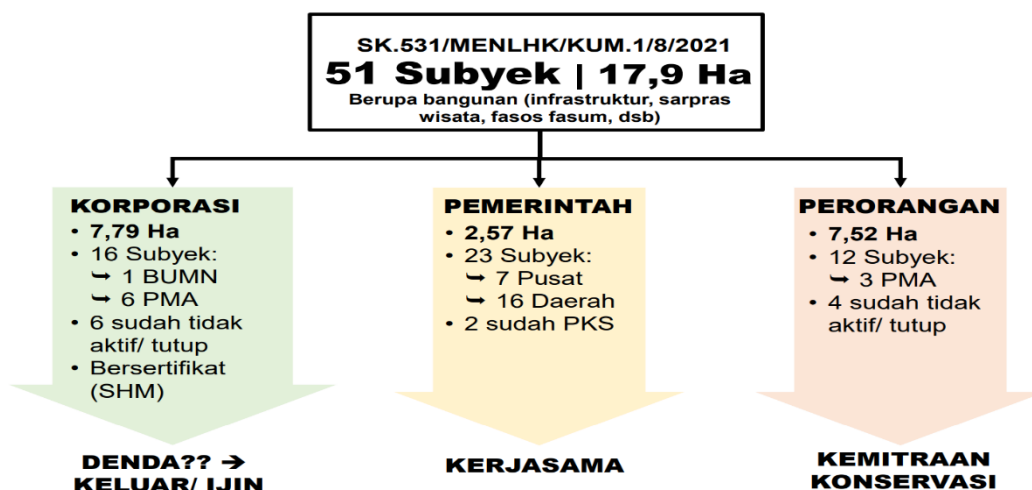 SK.531/MENLHK/KUM.1/8/2021
51 Subyek | 17,9 Ha
Berupa bangunan (infrastruktur, sarpras
wisata, fasos fasum, dsb)
KORPORASI
• 7,79 Ha
• 16 Subyek:
➥ 1 BUMN
➥ 6 PMA
• 6 sudah tidak
aktif/ tutup
• Bersertifikat
(SHM)
DENDA?? →
KELUAR/ IJIN
PEMERINTAH
• 2,57 Ha
• 23 Subyek:
➥ 7 Pusat
➥ 16 Daerah
• 2 sudah PKS
KERJASAMA
PERORANGAN
• 7,52 Ha
• 12 Subyek:
➥ 3 PMA
• 4 sudah tidak
aktif/ tutup
KEMITRAAN
KONSERVASI